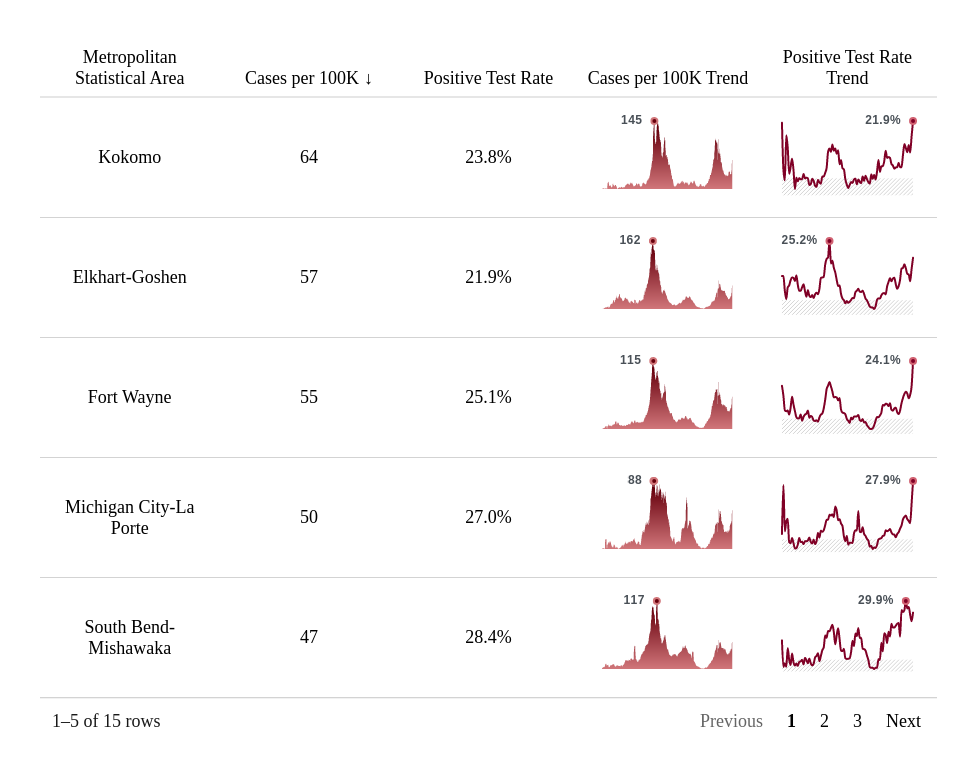 Metropolitan
Statistical Area
Cases per 100K ↓
Positive Test Rate
Cases per 100K Trend
Positive Test Rate
Trend
Kokomo
64
23.8%
145
21.9%
Elkhart-Goshen
57
21.9%
162
25.2%
Fort Wayne
55
25.1%
115
24.1%
Michigan City-La
Porte
50
27.0%
88
27.9%
South Bend-
Mishawaka
47
28.4%
117
29.9%
1–5 of 15 rows
Previous 1 2 3 Next